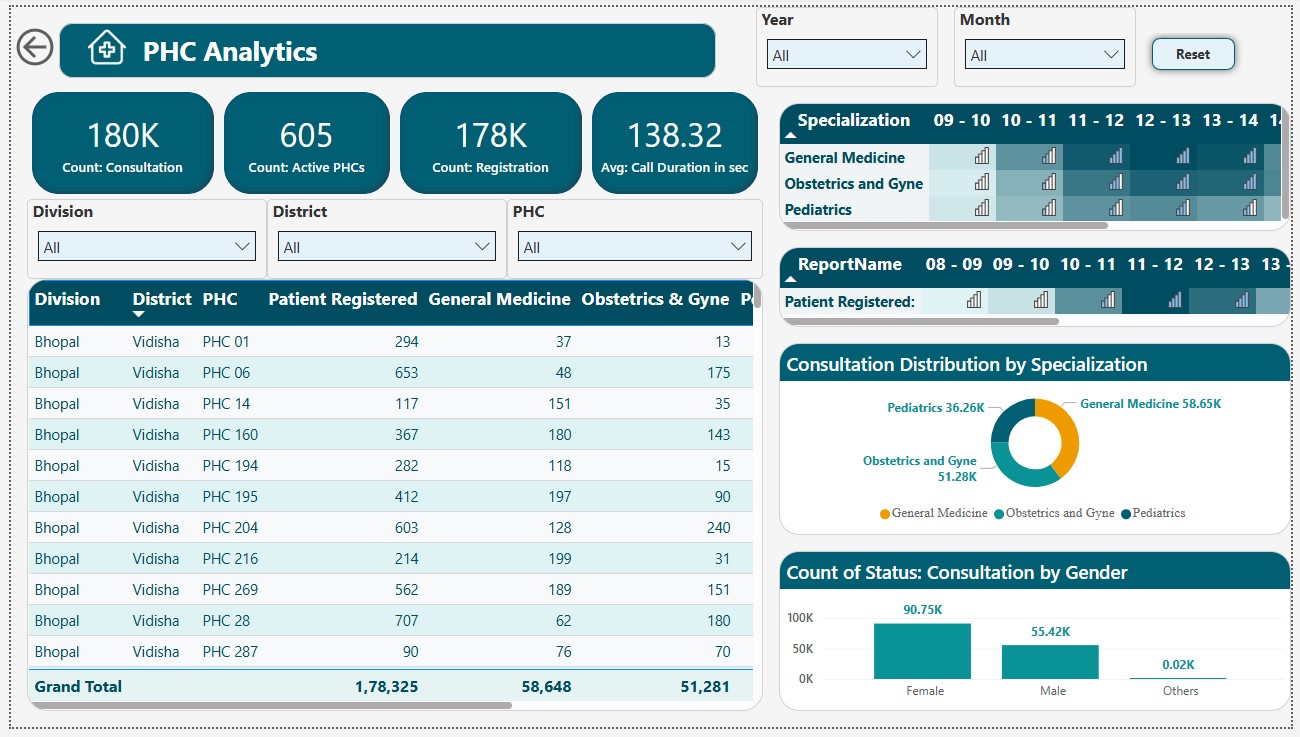 PHC Analytics
Year
All
Month
All
Reset
180K
Count: Consultation
605
Count: Active PHCs
178K
Count: Registration
138.32
Avg: Call Duration in sec
Division
All
District
All
PHC
All
Division District PHC Patient Registered General Medicine Obstetrics & Gyne
Bhopal Vidisha PHC 01 294 37 13
Bhopal Vidisha PHC 06 653 48 175
Bhopal Vidisha PHC 14 117 151 35
Bhopal Vidisha PHC 160 367 180 143
Bhopal Vidisha PHC 194 282 118 15
Bhopal Vidisha PHC 195 412 197 90
Bhopal Vidisha PHC 204 603 128 240
Bhopal Vidisha PHC 216 214 199 31
Bhopal Vidisha PHC 269 562 189 151
Bhopal Vidisha PHC 28 707 62 180
Bhopal Vidisha PHC 287 90 76 70
Grand Total 1,78,325 58,648 51,281
Specialization 09 - 10 10 - 11 11 - 12 12 - 13 13 - 14
General Medicine
Obstetrics and Gyne
Pediatrics
ReportName 08 - 09 09 - 10 10 - 11 11 - 12 12 - 13 13 -
Patient Registered:
Consultation Distribution by Specialization
Pediatrics 36.26K
General Medicine 58.65K
Obstetrics and Gyne
51.28K
General Medicine Obstetrics and Gyne Pediatrics
Count of Status: Consultation by Gender
100K
50K
0K
90.75K
55.42K
0.02K
Female Male Others